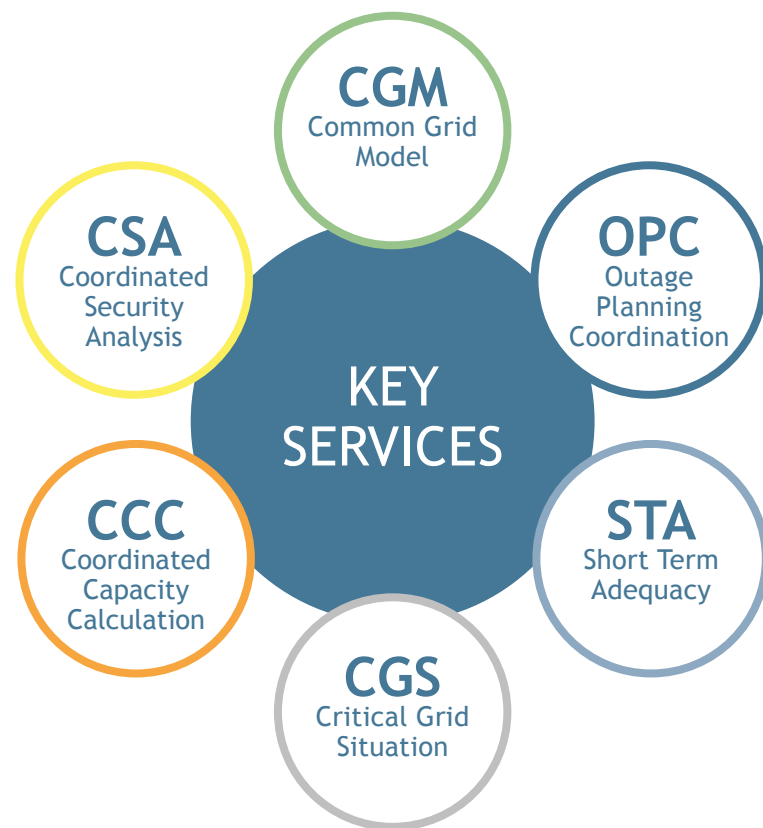 CGM
Common Grid
Model
CSA
Coordinated
Security
Analysis
OPC
Outage
Planning
Coordination
KEY
SERVICES
CCC
Coordinated
Capacity
Calculation
STA
Short Term
Adequacy
CGS
Critical Grid
Situation